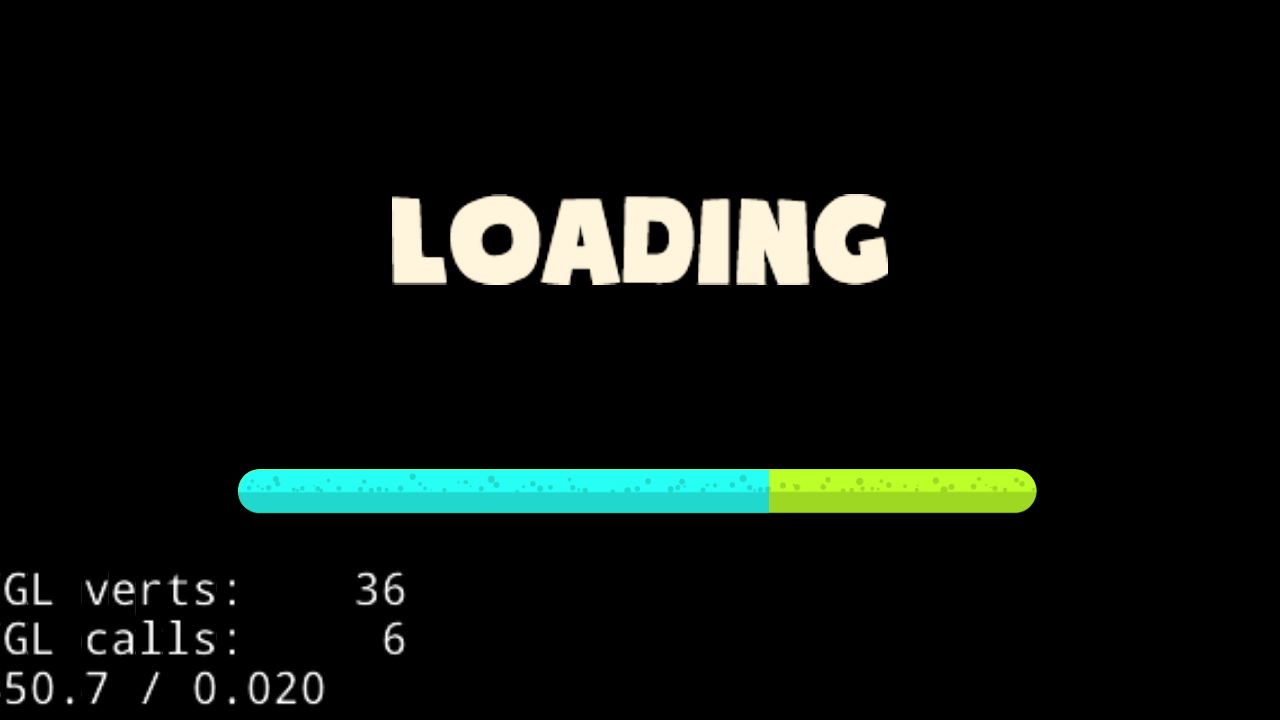 LOADING
GL verts: 36
GL calls: 6
50.7 / 0.020